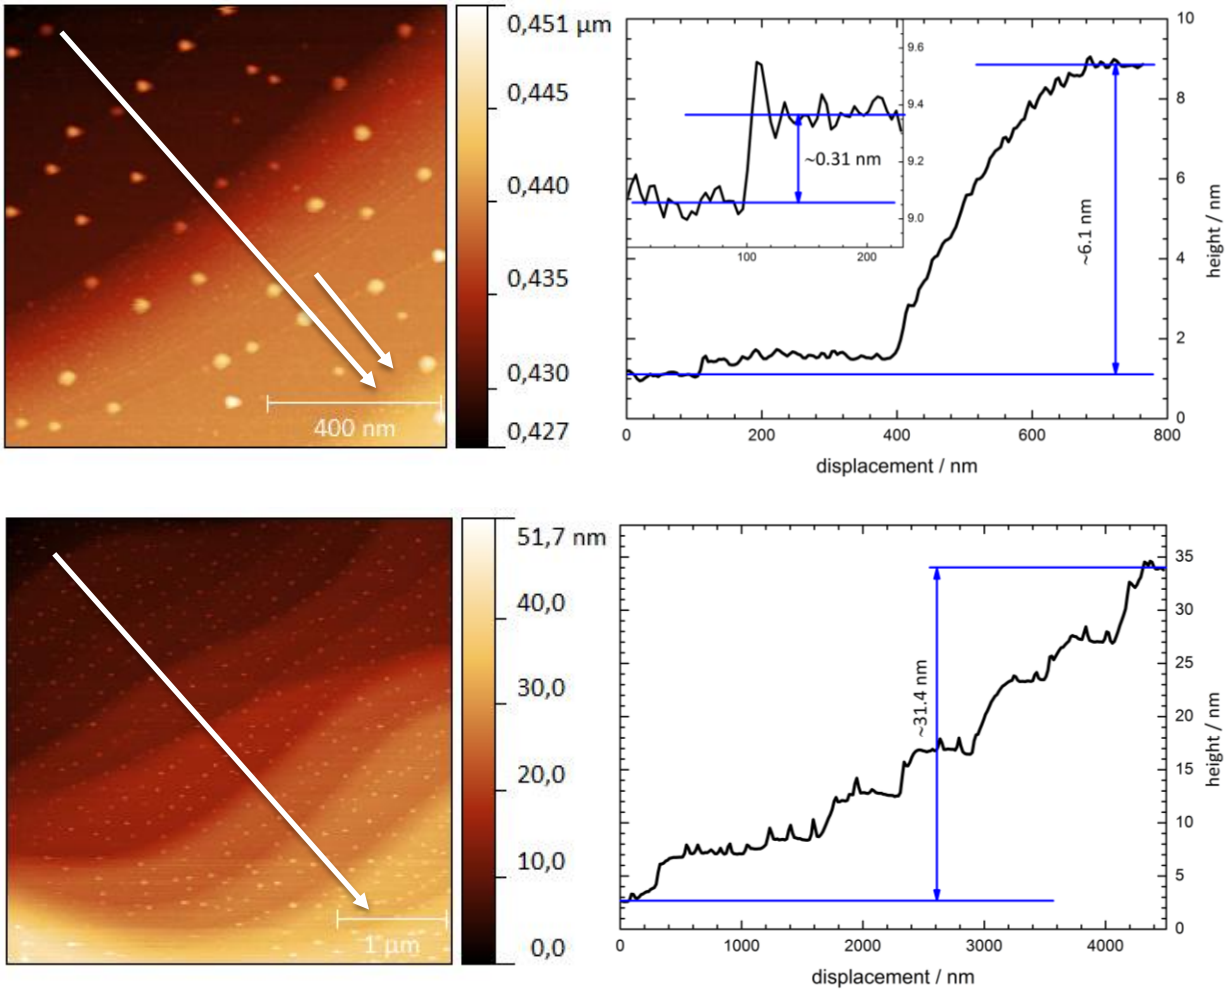 0,451 µm
0,445
0,440
0,435
0,430
0,427
400 nm
10
8
6
4
2
0
0 200 400 600 800
displacement / nm
height / nm
~6.1 nm
9.6
9.4
9.2
9.0
100 200
~0.31 nm
51,7 nm
40,0
30,0
20,0
10,0
0,0
1 µm
35
30
25
20
15
10
5
0
0 1000 2000 3000 4000
displacement / nm
height / nm
~31.4 nm